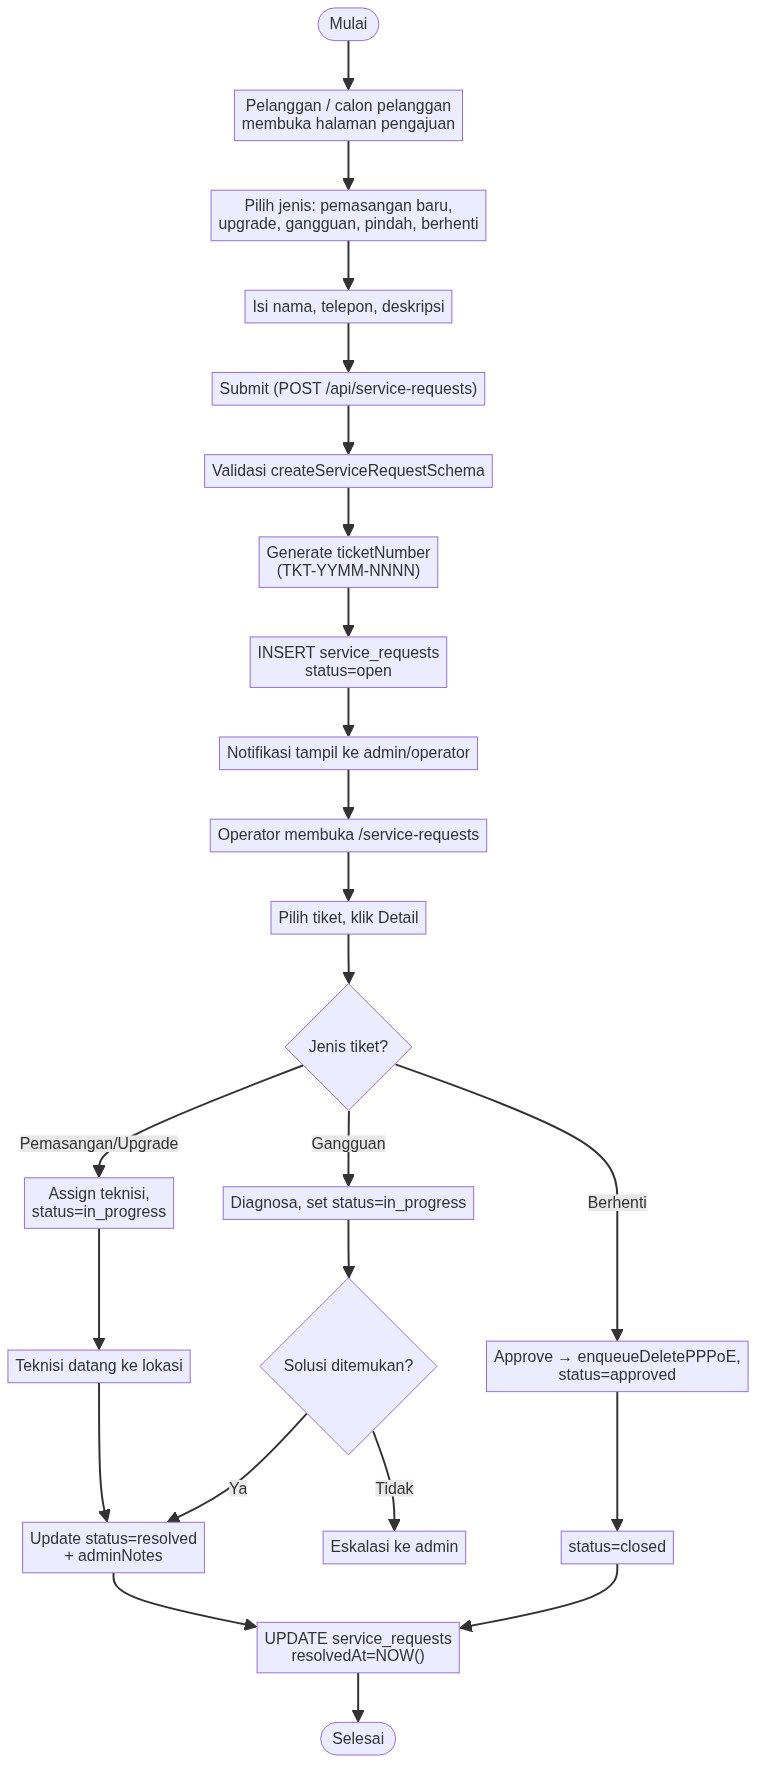 Mulai
Pelanggan / calon pelanggan
membuka halaman pengajuan
Pilih jenis: pemasangan baru,
upgrade, gangguan, pindah, berhenti
Isi nama, telepon, deskripsi
Submit (POST /api/service-requests)
Validasi createServiceRequestSchema
Generate ticketNumber
(TKT-YYMM-NNNN)
INSERT service_requests
status=open
Notifikasi tampil ke admin/operator
Operator membuka /service-requests
Pilih tiket, klik Detail
Jenis tiket?
Pemasangan/Upgrade
Gangguan
Berhenti
Assign teknisi,
status=in_progress
Diagnosa, set status=in_progress
Teknisi datang ke lokasi
Solusi ditemukan?
Approve → enqueueDeletePPPoE,
status=approved
Ya
Tidak
Update status=resolved
+ adminNotes
Eskalasi ke admin
status=closed
UPDATE service_requests
resolvedAt=NOW()
Selesai